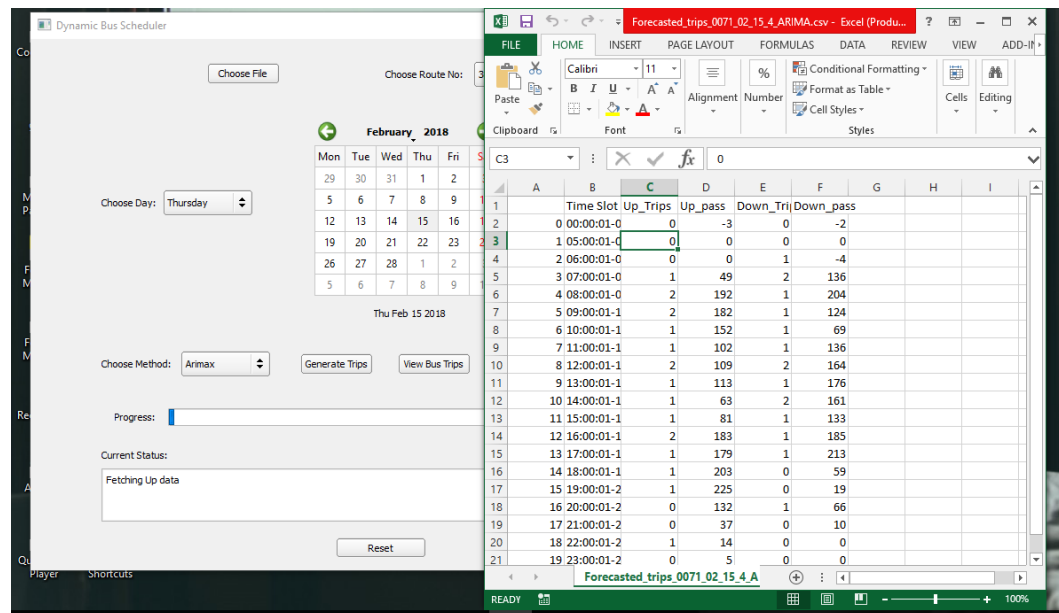 Dynamic Bus Scheduler
Choose File
Choose Route No:
3
February 2018
Mon Tue Wed Thu Fri
29 30 31 1 2
5 6 7 8 9
12 13 14 15 16
19 20 21 22 23
26 27 28 1 2
5 6 7 8 9
Choose Day: Thursday
Thu Feb 15 2018
Choose Method: Arimax
Generate Trips
View Bus Trips
Progress:
Current Status:
Fetching Up data
Reset
Player
Shortcuts
Forecasted_trips_0071_02_15_4_ARIMA.csv - Excel (Produ...
FILE HOME INSERT PAGE LAYOUT FORMULAS DATA REVIEW VIEW ADD-IN
Paste
Calibri 11
B I U
A A
A
Alignment
Number
%
Conditional Formatting
Format as Table
Cell Styles
Cells
Editing
Clipboard Font Styles
C3 fx 0
A B C D E F G H I
1 Time Slot Up_Trips Up_pass Down_Trip Down_pass
2 0 00:00:01-0 0 -3 0 -2
3 1 05:00:01-0 0 0 0 0
4 2 06:00:01-0 0 0 1 -4
5 3 07:00:01-0 1 49 2 136
6 4 08:00:01-0 2 192 1 204
7 5 09:00:01-1 2 182 1 124
8 6 10:00:01-1 1 152 1 69
9 7 11:00:01-1 1 102 1 136
10 8 12:00:01-1 2 109 2 164
11 9 13:00:01-1 1 113 1 176
12 10 14:00:01-1 1 63 2 161
13 11 15:00:01-1 1 81 1 133
14 12 16:00:01-1 2 183 1 185
15 13 17:00:01-1 1 179 1 213
16 14 18:00:01-1 1 203 0 59
17 15 19:00:01-2 1 225 0 19
18 16 20:00:01-2 0 132 1 66
19 17 21:00:01-2 0 37 0 10
20 18 22:00:01-2 1 14 0 0
21 19 23:00:01-2 0 5 0 0
Forecasted_trips_0071_02_15_4_A
READY
100%